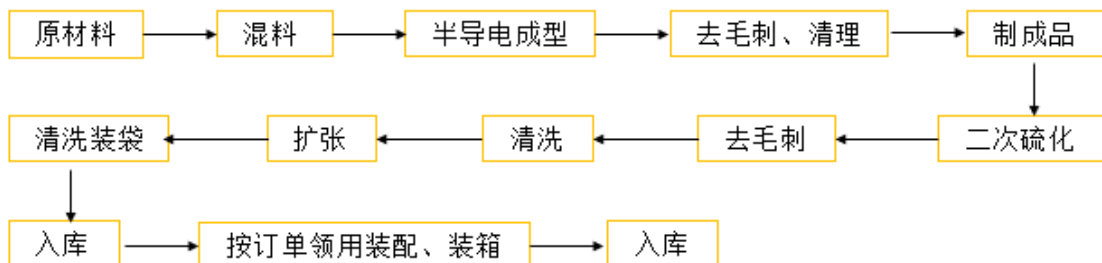 原材料
混料
半导电成型
去毛刺、清理
制成品
二次硫化
去毛刺
清洗
扩张
清洗装袋
入库
按订单领用装配、装箱
入库